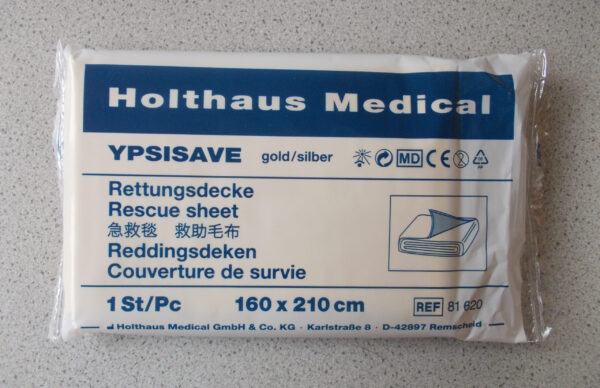 Holthaus Medical
YPSISAVE gold/silber MD CE
Rettungsdecke
Rescue sheet
急救毯 救助毛布
Reddingsdeken
Couverture de survie
1 St/Pc 160 x 210 cm REF 81 620
Holthaus Medical GmbH & Co. KG · Karlstraße 8 · D-42897 Remscheid